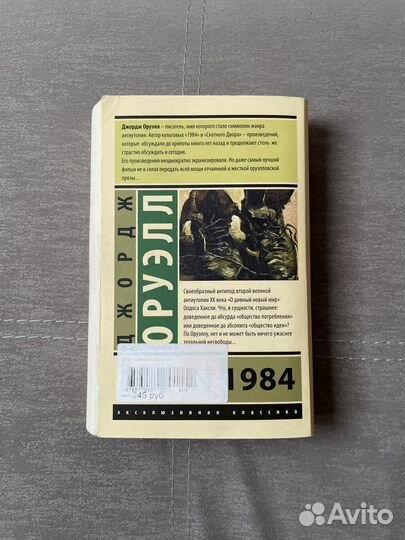 Джордж Оруэлл – писатель, имя которого стало символом жанра
антиутопии. Автор культовых «1984» и «Скотного Двора» – произведений,
которые обсуждали до хрипоты много лет назад и продолжают столь же
страстно обсуждать и сегодня.
Его произведения неоднократно экранизировали. Но даже самый лучший
фильм не в силах передать всей мощи отчаянной и жесткой оруэлловской
прозы...
ДЖОРДЖ
ОРУЭЛЛ
Своеобразный антипод второй великой
антиутопии XX века «О дивный новый мир»
Олдоса Хаксли. Что, в сущности, страшнее:
доведенное до абсурда «общество потребления»
или доведенное до абсолюта «общество идеи»?
По Оруэллу, нет и не может быть ничего ужаснее
тотальной несвободы...
245 руб
1984
эксклюзивная классика
Avito